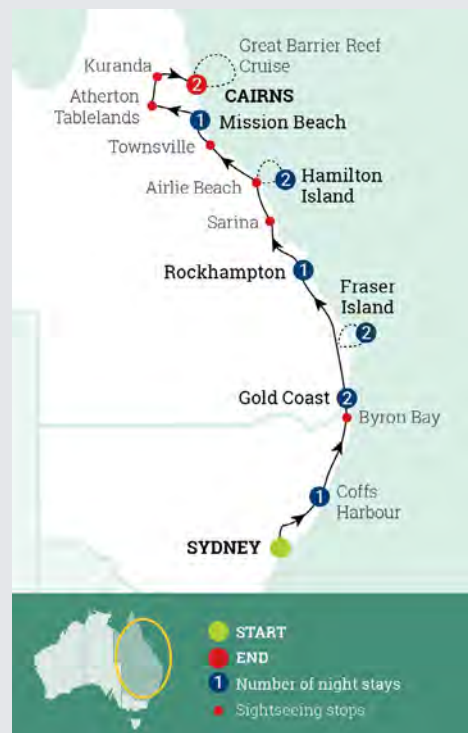 Great Barrier Reef
Cruise
Kuranda
2
CAIRNS
Atherton
Tablelands
1
Mission Beach
Townsville
Airlie Beach
2
Hamilton
Island
Sarina
Rockhampton
1
Fraser
Island
2
Gold Coast
2
Byron Bay
1
Coffs
Harbour
SYDNEY
START
END
1
Number of night stays
Sightseeing stops